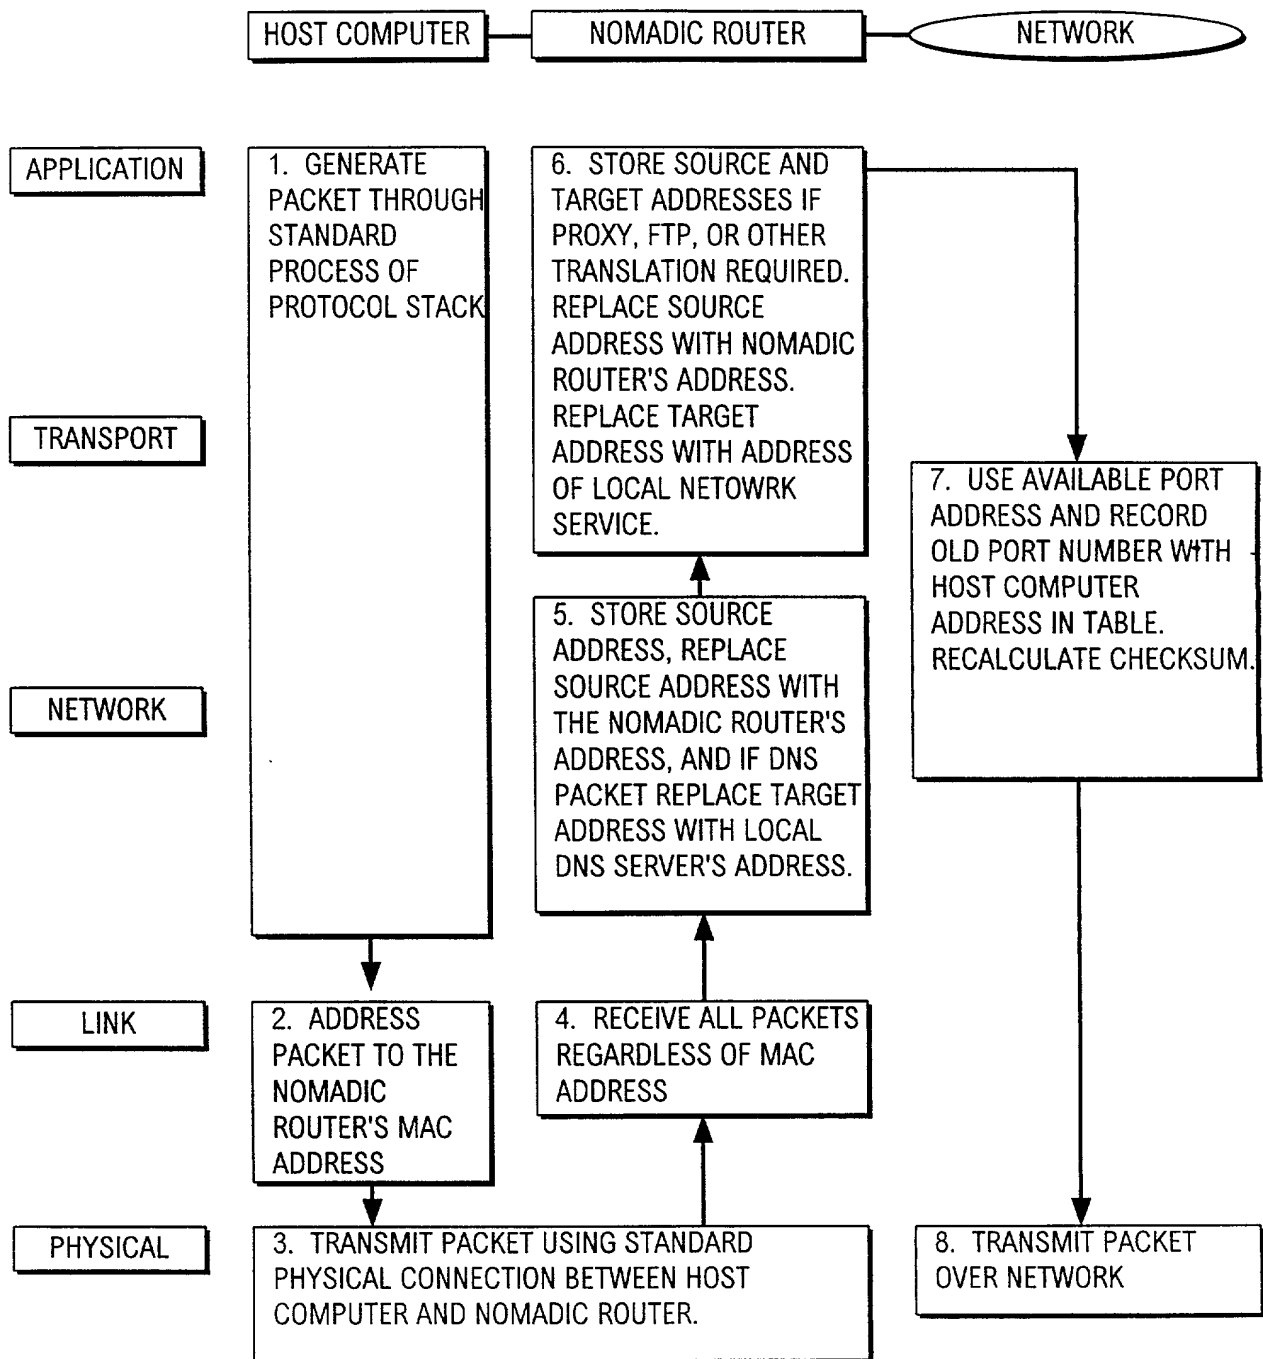 HOST COMPUTER
NOMADIC ROUTER
NETWORK
APPLICATION
TRANSPORT
NETWORK
LINK
PHYSICAL
1. GENERATE
PACKET THROUGH
STANDARD
PROCESS OF
PROTOCOL STACK
2. ADDRESS
PACKET TO THE
NOMADIC
ROUTER'S MAC
ADDRESS
3. TRANSMIT PACKET USING STANDARD
PHYSICAL CONNECTION BETWEEN HOST
COMPUTER AND NOMADIC ROUTER.
4. RECEIVE ALL PACKETS
REGARDLESS OF MAC
ADDRESS
5. STORE SOURCE
ADDRESS, REPLACE
SOURCE ADDRESS WITH
THE NOMADIC ROUTER'S
ADDRESS, AND IF DNS
PACKET REPLACE TARGET
ADDRESS WITH LOCAL
DNS SERVER'S ADDRESS.
6. STORE SOURCE AND
TARGET ADDRESSES IF
PROXY, FTP, OR OTHER
TRANSLATION REQUIRED.
REPLACE SOURCE
ADDRESS WITH NOMADIC
ROUTER'S ADDRESS.
REPLACE TARGET
ADDRESS WITH ADDRESS
OF LOCAL NETOWRK
SERVICE.
7. USE AVAILABLE PORT
ADDRESS AND RECORD
OLD PORT NUMBER WITH
HOST COMPUTER
ADDRESS IN TABLE.
RECALCULATE CHECKSUM.
8. TRANSMIT PACKET
OVER NETWORK